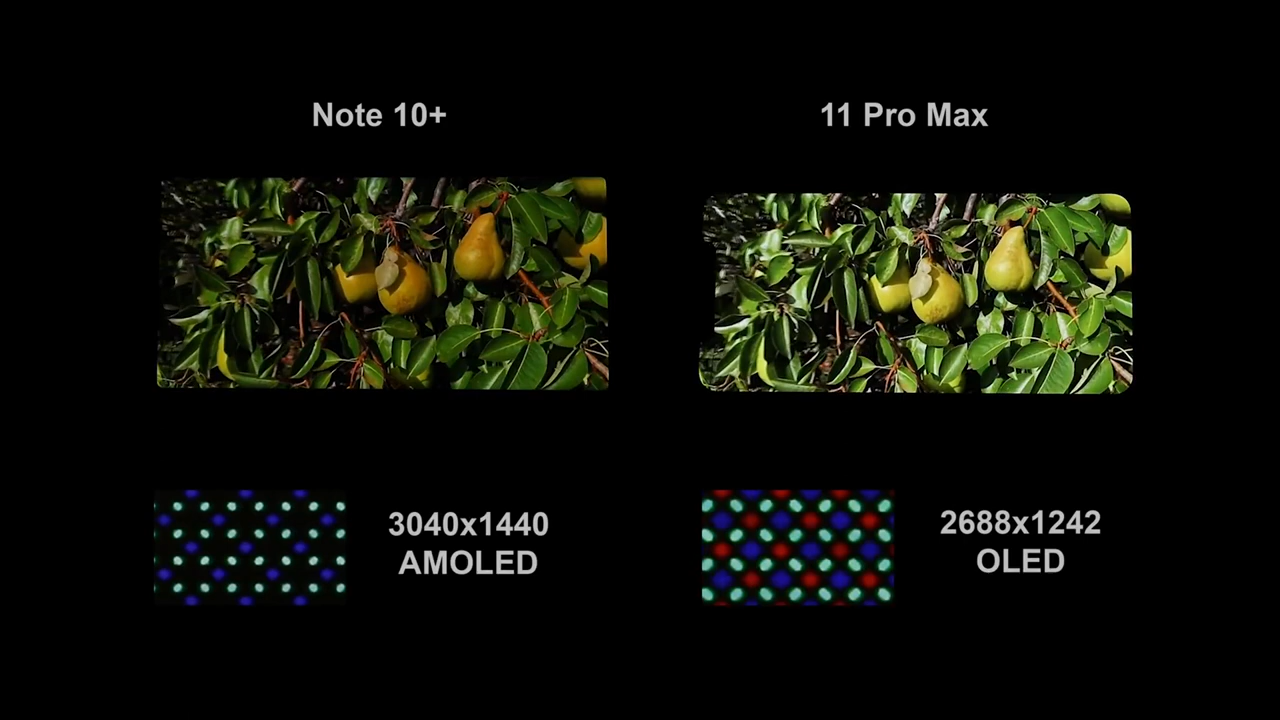 Note 10+
11 Pro Max
3040x1440
AMOLED
2688x1242
OLED